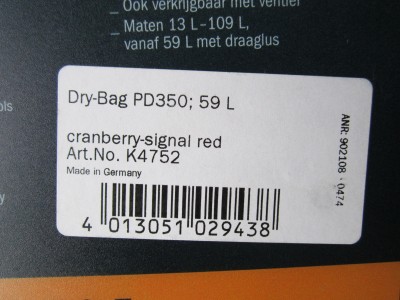 _ Ook verkrijgbaar met ventiel
_ Maten 13 L–109 L,
vanaf 59 L met draaglus
Dry-Bag PD350; 59 L
cranberry-signal red
Art.No. K4752
Made in Germany
4 013051 029438
ANR: 902108 · 0474